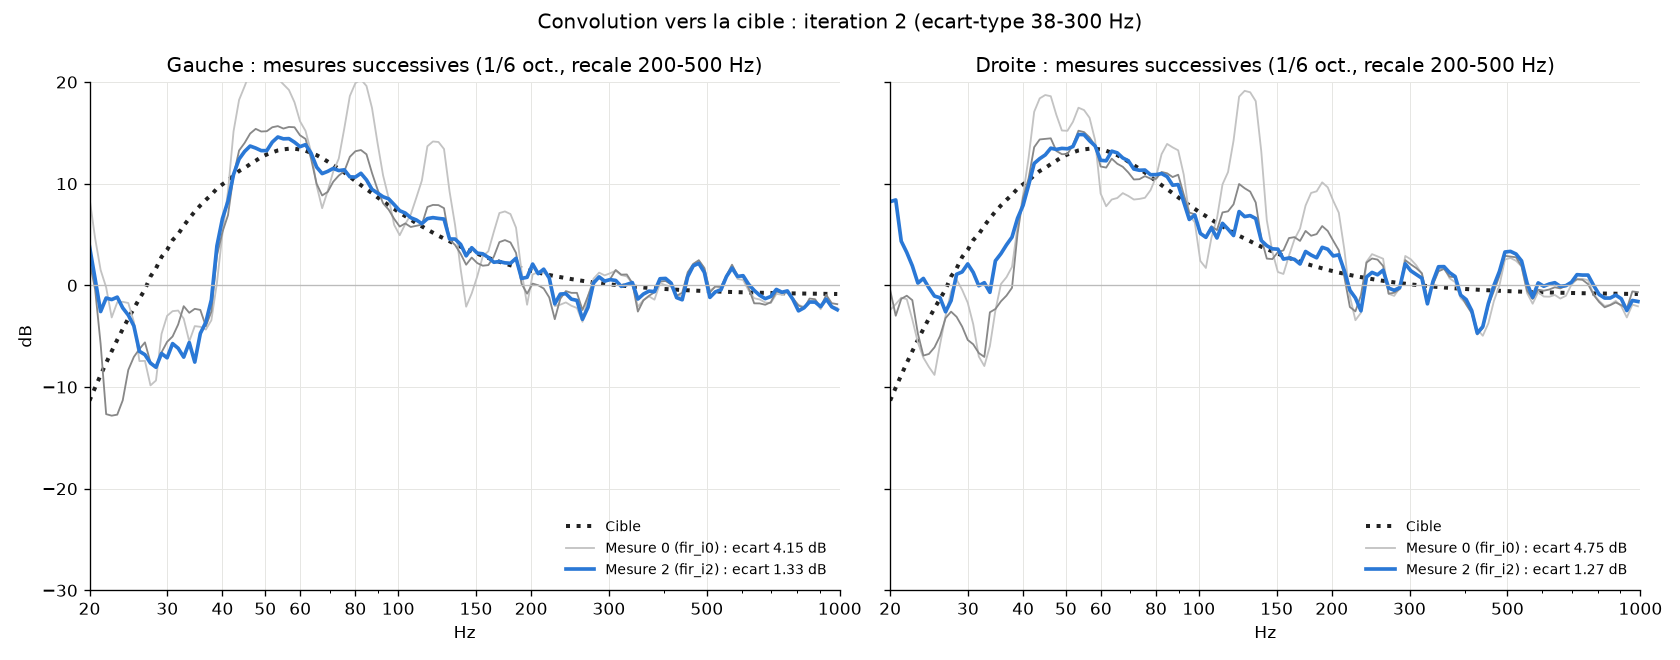 Convolution vers la cible : iteration 2 (ecart-type 38-300 Hz)
Gauche : mesures successives (1/6 oct., recale 200-500 Hz)
Droite : mesures successives (1/6 oct., recale 200-500 Hz)
20
10
0
−10
−20
−30
dB
Cible
Mesure 0 (fir_i0) : ecart 4.15 dB
Mesure 2 (fir_i2) : ecart 1.33 dB
20 30 40 50 60 80 100 150 200 300 500 1000
Hz
Cible
Mesure 0 (fir_i0) : ecart 4.75 dB
Mesure 2 (fir_i2) : ecart 1.27 dB
20 30 40 50 60 80 100 150 200 300 500 1000
Hz